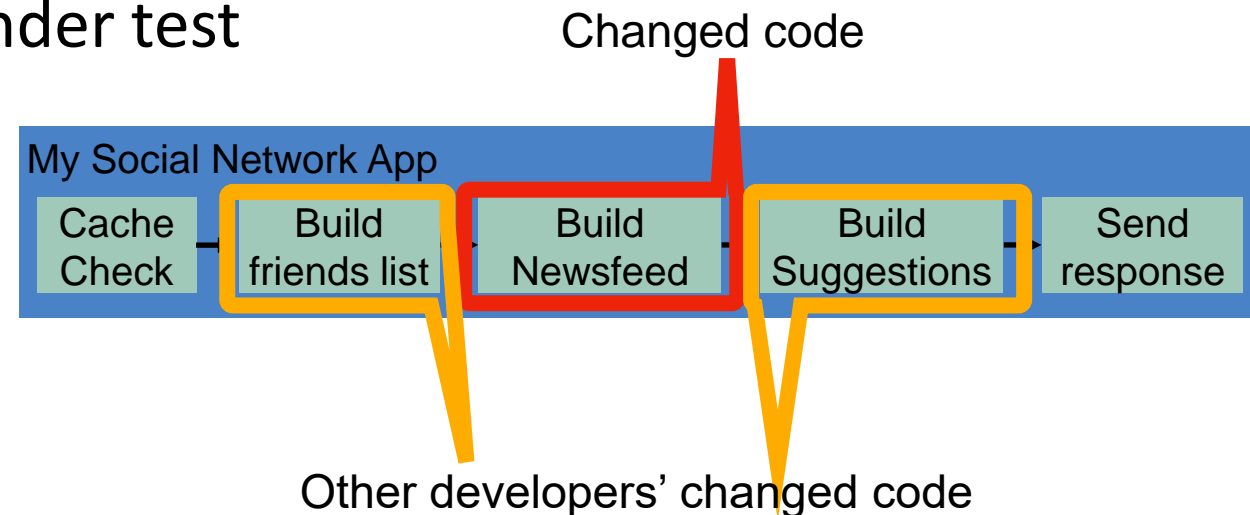 nder test
Changed code
My Social Network App
Cache
Check
Build
friends list
Build
Newsfeed
Build
Suggestions
Send
response
Other developers’ changed code